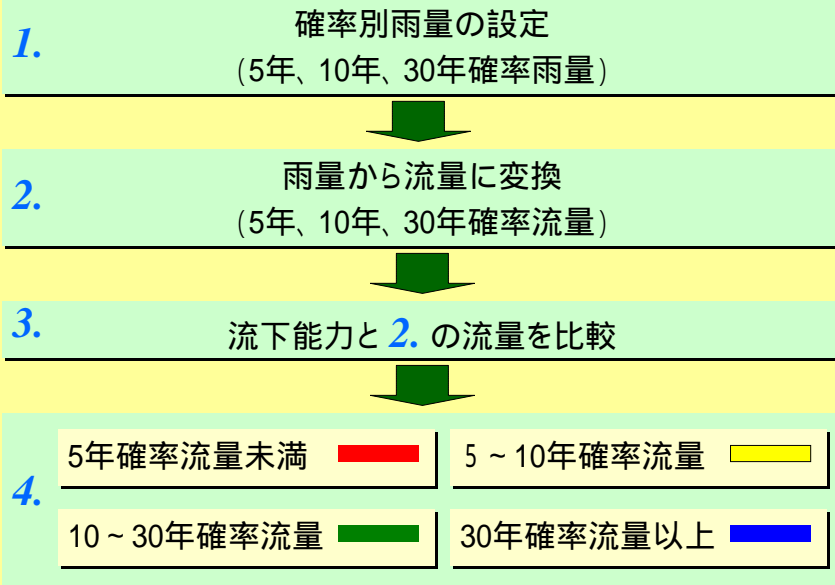 1.
確率別雨量の設定
(5年、10年、30年確率雨量)
2.
雨量から流量に変換
(5年、10年、30年確率流量)
3.
流下能力と 2. の流量を比較
4.
5年確率流量未満
5 ~ 10年確率流量
10 ~ 30年確率流量
30年確率流量以上